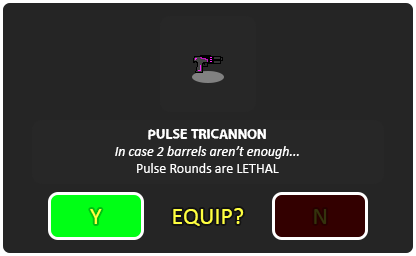 PULSE TRICANNON
In case 2 barrels aren't enough...
Pulse Rounds are LETHAL
Y EQUIP? N